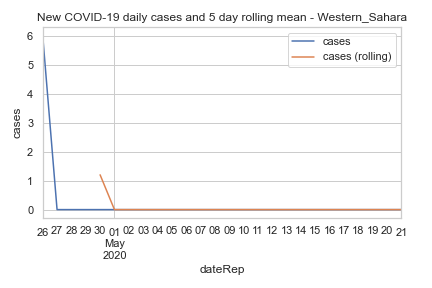 New COVID-19 daily cases and 5 day rolling mean - Western_Sahara
cases
cases (rolling)
6
5
4
3
2
1
0
cases
26 27 28 29 30 01 02 03 04 05 06 07 08 09 10 11 12 13 14 15 16 17 18 19 20 21
May
2020
dateRep